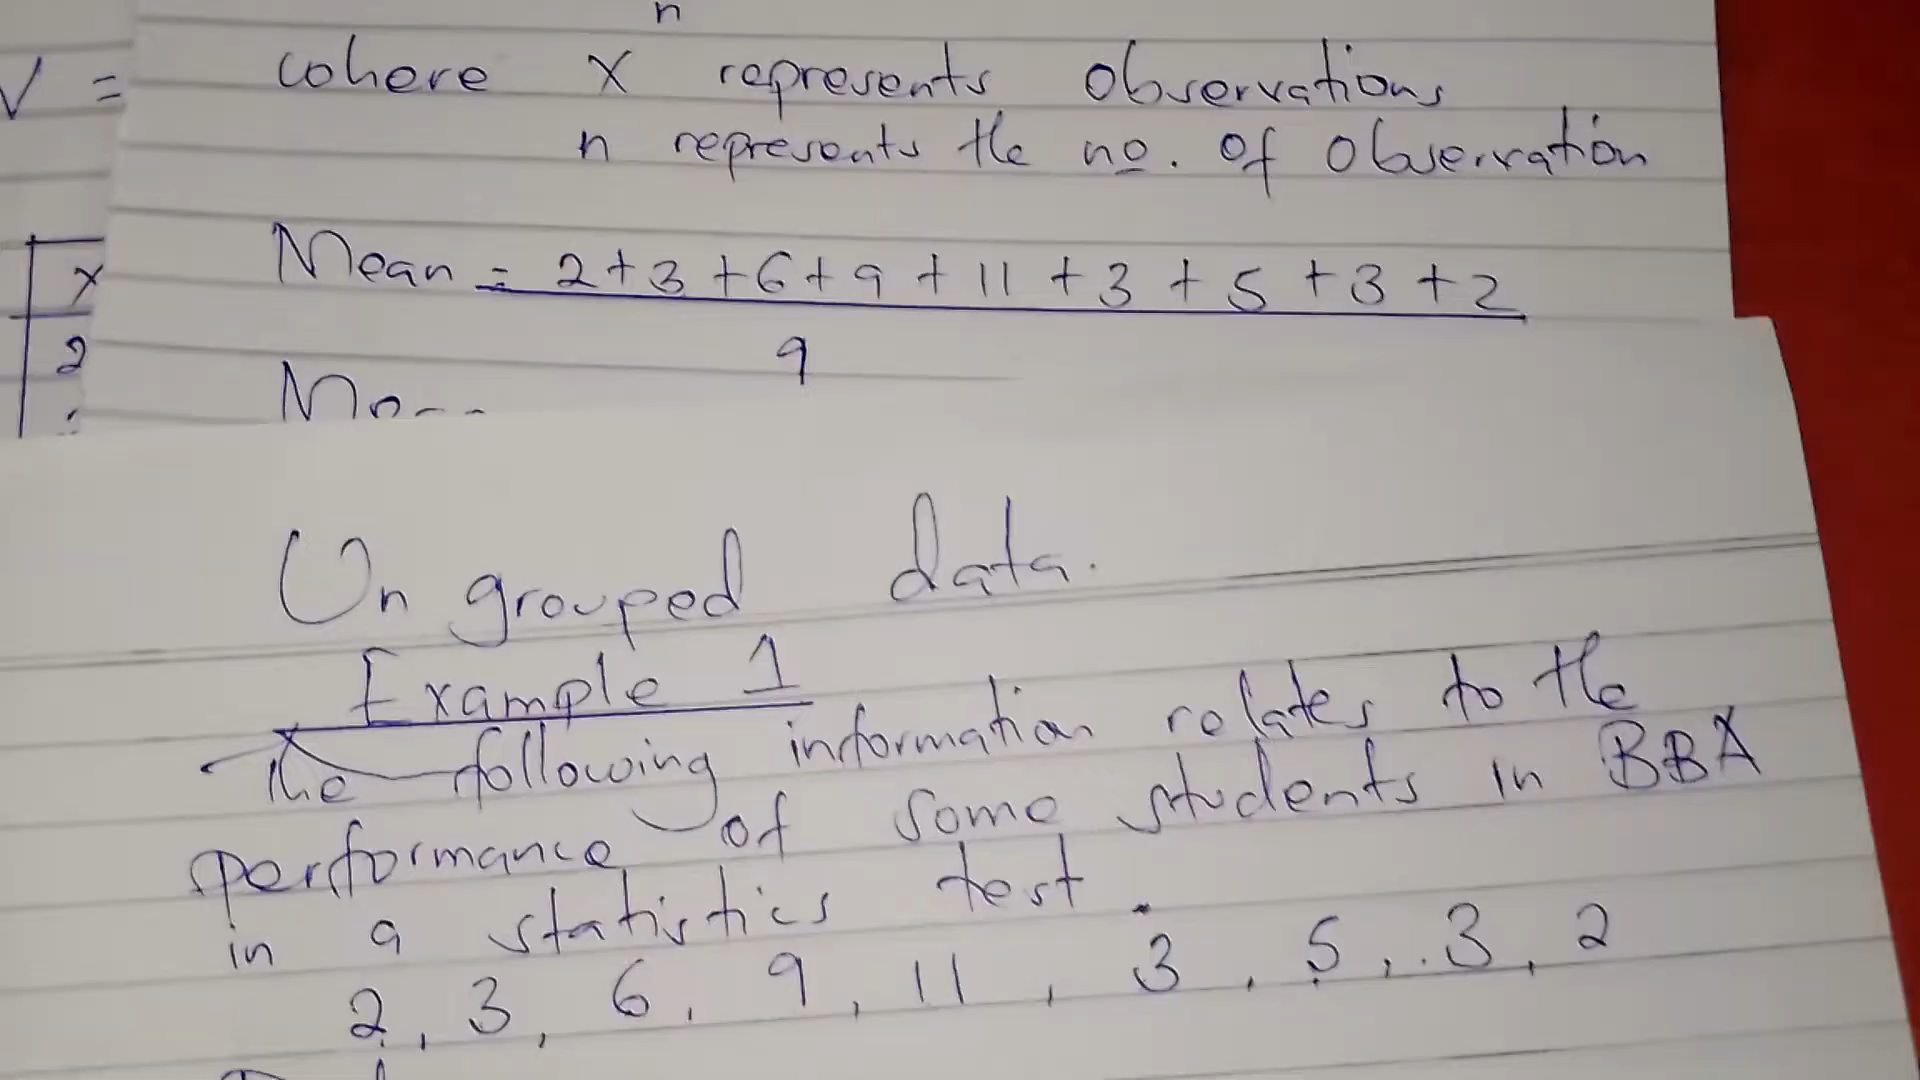 n
V =
where x represents observations
n represents the no. of observation
Mean = 2 + 3 + 6 + 9 + 11 + 3 + 5 + 3 + 2
9
x
2
Un grouped data.
Example 1
The following information relates to the
performance of some students in BBA
in a statistics test.
2, 3, 6, 9, 11, 3, 5, 3, 2